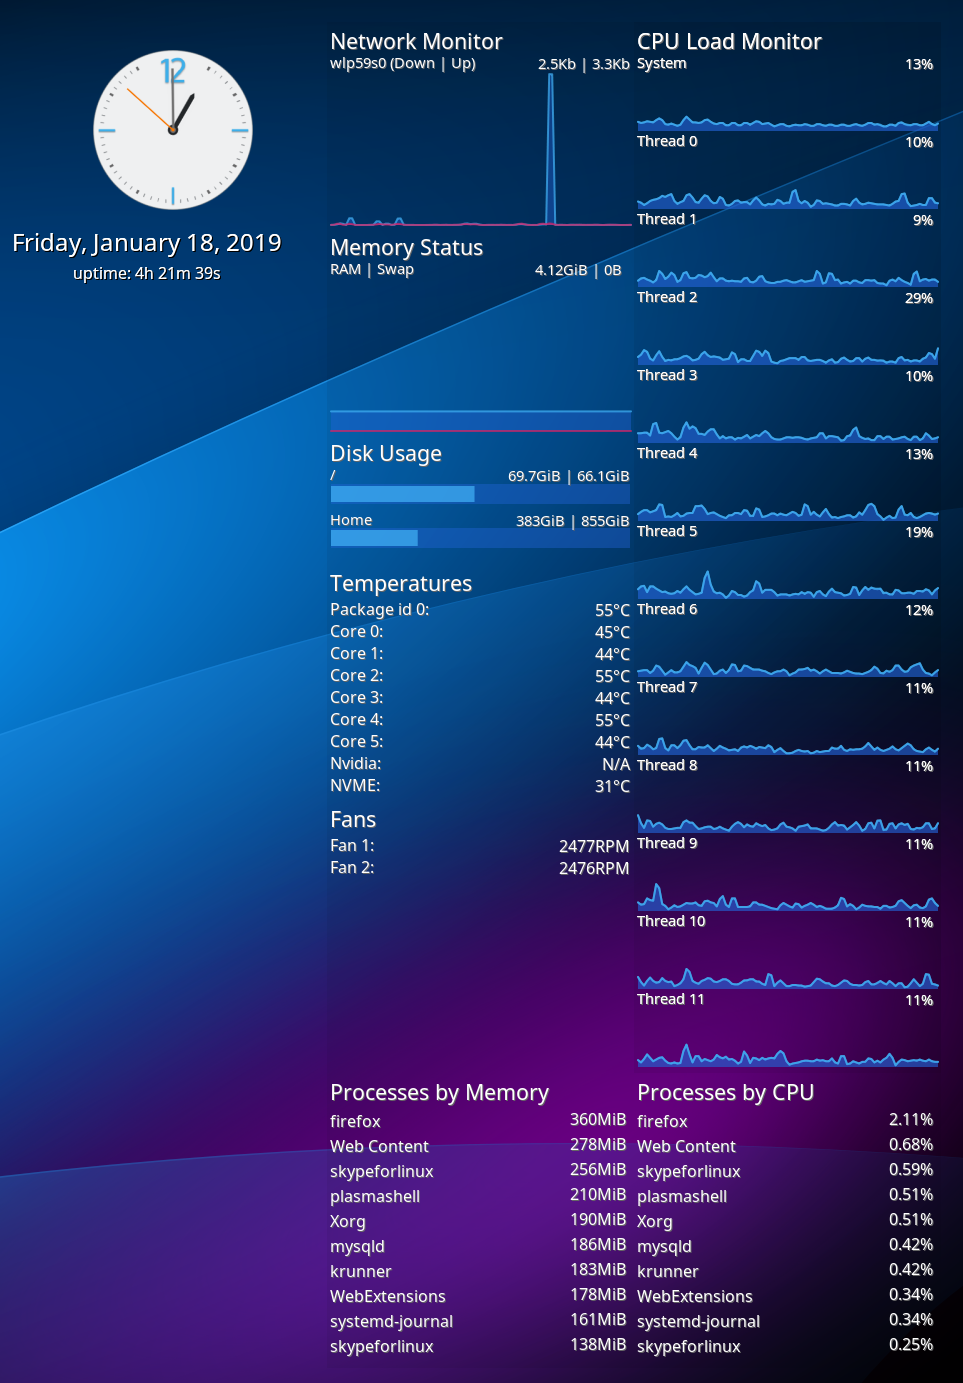 12
Friday, January 18, 2019
uptime: 4h 21m 39s
Network Monitor
wlp59s0 (Down | Up) 2.5Kb | 3.3Kb
Memory Status
RAM | Swap 4.12GiB | 0B
Disk Usage
/ 69.7GiB | 66.1GiB
Home 383GiB | 855GiB
Temperatures
Package id 0: 55°C
Core 0: 45°C
Core 1: 44°C
Core 2: 55°C
Core 3: 44°C
Core 4: 55°C
Core 5: 44°C
Nvidia: N/A
NVME: 31°C
Fans
Fan 1: 2477RPM
Fan 2: 2476RPM
Processes by Memory
firefox 360MiB
Web Content 278MiB
skypeforlinux 256MiB
plasmashell 210MiB
Xorg 190MiB
mysqld 186MiB
krunner 183MiB
WebExtensions 178MiB
systemd-journal 161MiB
skypeforlinux 138MiB
CPU Load Monitor
System 13%
Thread 0 10%
Thread 1 9%
Thread 2 29%
Thread 3 10%
Thread 4 13%
Thread 5 19%
Thread 6 12%
Thread 7 11%
Thread 8 11%
Thread 9 11%
Thread 10 11%
Thread 11 11%
Processes by CPU
firefox 2.11%
Web Content 0.68%
skypeforlinux 0.59%
plasmashell 0.51%
Xorg 0.51%
mysqld 0.42%
krunner 0.42%
WebExtensions 0.34%
systemd-journal 0.34%
skypeforlinux 0.25%